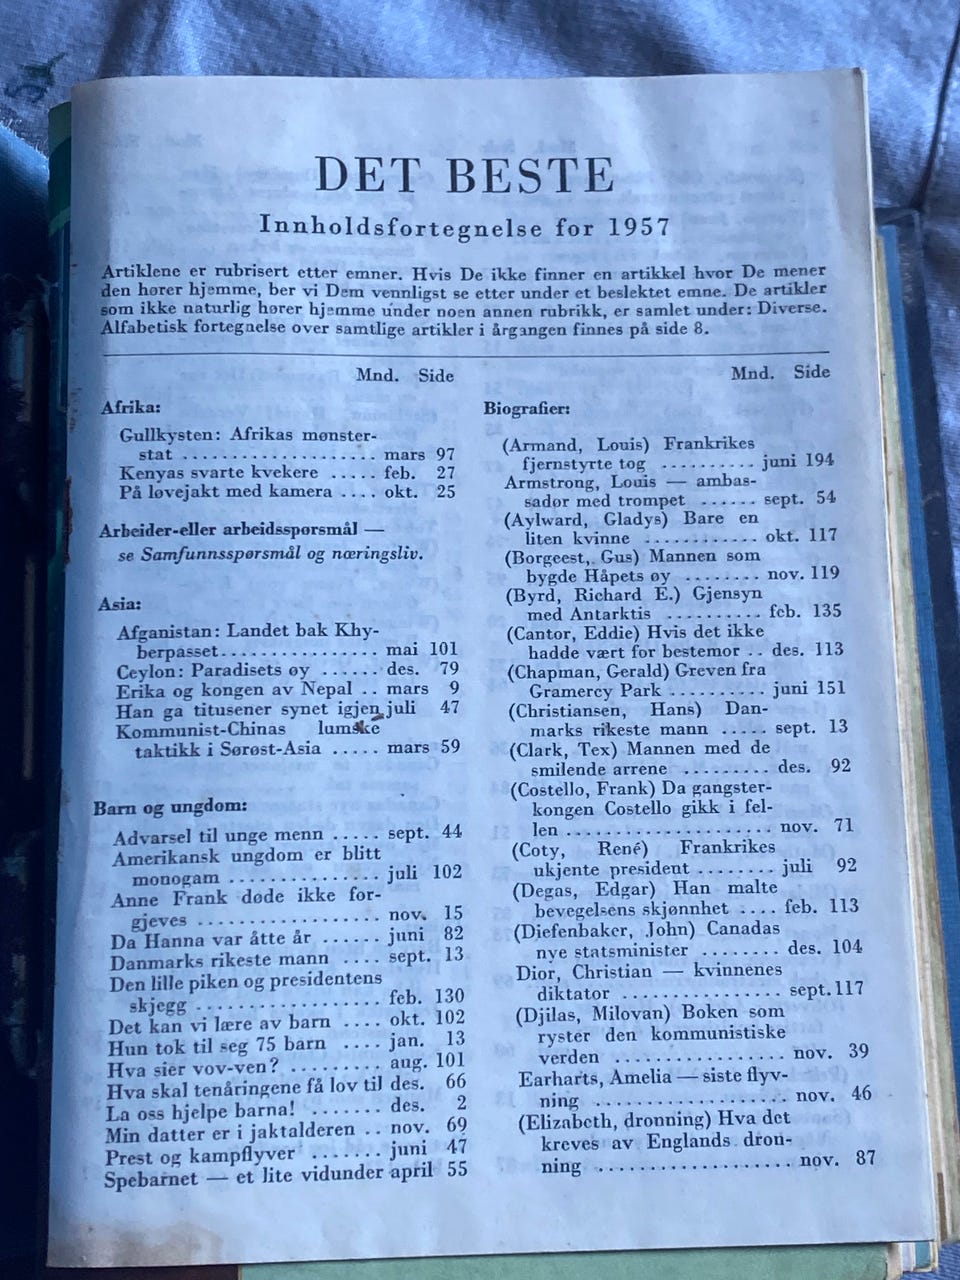 DET BESTE
Innholdsfortegnelse for 1957
Artiklene er rubrisert etter emner. Hvis De ikke finner en artikkel hvor De mener
den hører hjemme, ber vi Dem vennligst se etter under et beslektet emne. De artikler
som ikke naturlig hører hjemme under noen annen rubrikk, er samlet under: Diverse.
Alfabetisk fortegnelse over samtlige artikler i årgangen finnes på side 8.
Mnd. Side
Afrika:
Gullkysten: Afrikas mønster-
stat ................... mars 97
Kenyas svarte kvekere ..... feb. 27
På løvejakt med kamera .... okt. 25
Arbeider-eller arbeidsspørsmål —
se Samfunnsspørsmål og næringsliv.
Asia:
Afganistan: Landet bak Khy-
berpasset................ mai 101
Ceylon: Paradisets øy ...... des. 79
Erika og kongen av Nepal .. mars 9
Han ga titusener synet igjen juli 47
Kommunist-Chinas lumske
taktikk i Sørøst-Asia ..... mars 59
Barn og ungdom:
Advarsel til unge menn ..... sept. 44
Amerikansk ungdom er blitt
monogam ............... juli 102
Anne Frank døde ikke for-
gjeves .................. nov. 15
Da Hanna var åtte år ...... juni 82
Danmarks rikeste mann .... sept. 13
Den lille piken og presidentens
skjegg .................. feb. 130
Det kan vi lære av barn .... okt. 102
Hun tok til seg 75 barn .... jan. 13
Hva sier vov-ven? ......... aug. 101
Hva skal tenåringene få lov til des. 66
La oss hjelpe barna! ....... des. 2
Min datter er i jaktalderen .. nov. 69
Prest og kampflyver ....... juni 47
Spebarnet — et lite vidunder april 55
Mnd. Side
Biografier:
(Armand, Louis) Frankrikes
fjernstyrte tog .......... juni 194
Armstrong, Louis — ambas-
sadør med trompet ...... sept. 54
(Aylward, Gladys) Bare en
liten kvinne ............ okt. 117
(Borgeest, Gus) Mannen som
bygde Håpets øy ........ nov. 119
(Byrd, Richard E.) Gjensyn
med Antarktis .......... feb. 135
(Cantor, Eddie) Hvis det ikke
hadde vært for bestemor .. des. 113
(Chapman, Gerald) Greven fra
Gramercy Park .......... juni 151
(Christiansen, Hans) Dan-
marks rikeste mann ..... sept. 13
(Clark, Tex) Mannen med de
smilende arrene ......... des. 92
(Costello, Frank) Da gangster-
kongen Costello gikk i fel-
len ..................... nov. 71
(Coty, René) Frankrikes
ukjente president ........ juli 92
(Degas, Edgar) Han malte
bevegelsens skjønnhet .... feb. 113
(Diefenbaker, John) Canadas
nye statsminister ........ des. 104
Dior, Christian — kvinnenes
diktator ................ sept. 117
(Djilas, Milovan) Boken som
ryster den kommunistiske
verden ................. nov. 39
Earharts, Amelia — siste flyv-
ning ................... nov. 46
(Elizabeth, dronning) Hva det
kreves av Englands dron-
ning ................... nov. 87